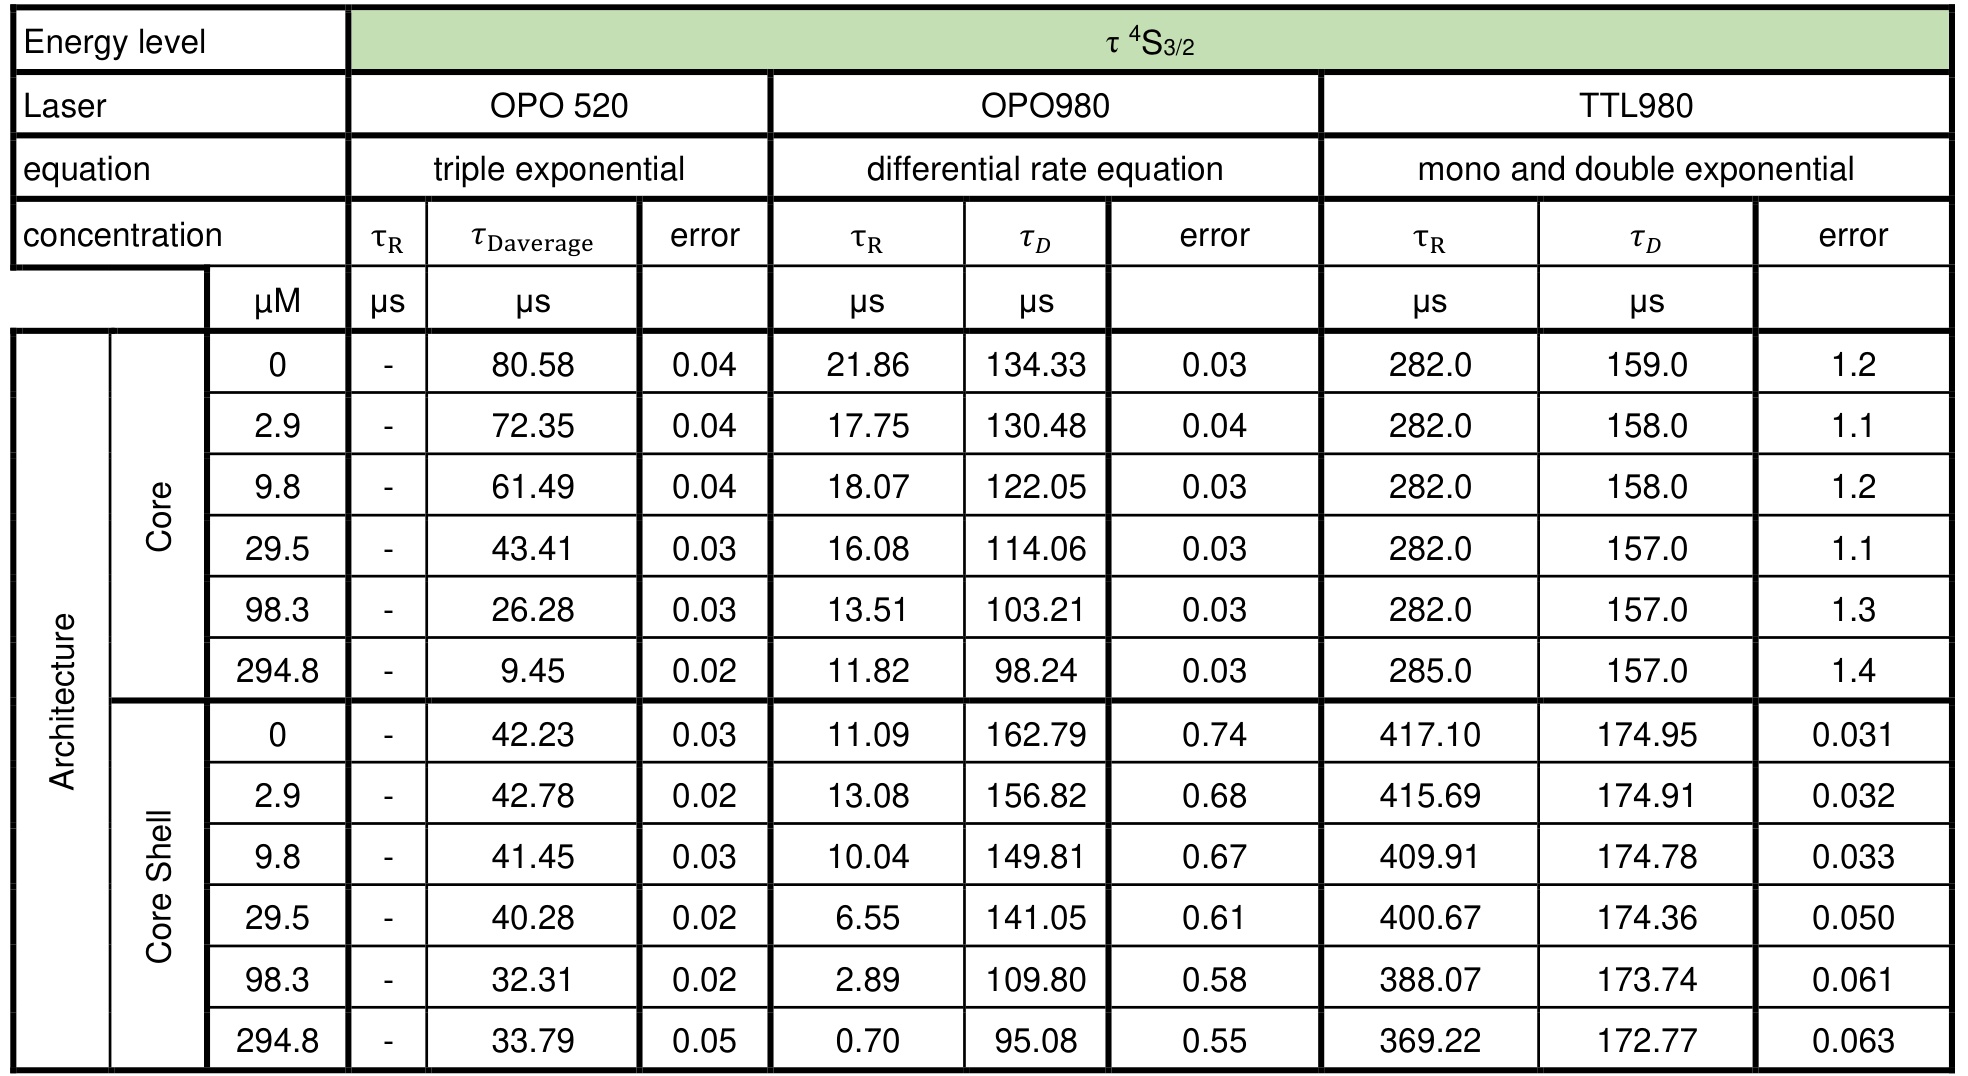 Energy level τ ⁴S3/2
Laser OPO 520 OPO980 TTL980
equation triple exponential differential rate equation mono and double exponential
concentration τR τDaverage error τR τD error τR τD error
µM µs µs µs µs µs µs
Architecture
Core
0 - 80.58 0.04 21.86 134.33 0.03 282.0 159.0 1.2
2.9 - 72.35 0.04 17.75 130.48 0.04 282.0 158.0 1.1
9.8 - 61.49 0.04 18.07 122.05 0.03 282.0 158.0 1.2
29.5 - 43.41 0.03 16.08 114.06 0.03 282.0 157.0 1.1
98.3 - 26.28 0.03 13.51 103.21 0.03 282.0 157.0 1.3
294.8 - 9.45 0.02 11.82 98.24 0.03 285.0 157.0 1.4
Core Shell
0 - 42.23 0.03 11.09 162.79 0.74 417.10 174.95 0.031
2.9 - 42.78 0.02 13.08 156.82 0.68 415.69 174.91 0.032
9.8 - 41.45 0.03 10.04 149.81 0.67 409.91 174.78 0.033
29.5 - 40.28 0.02 6.55 141.05 0.61 400.67 174.36 0.050
98.3 - 32.31 0.02 2.89 109.80 0.58 388.07 173.74 0.061
294.8 - 33.79 0.05 0.70 95.08 0.55 369.22 172.77 0.063